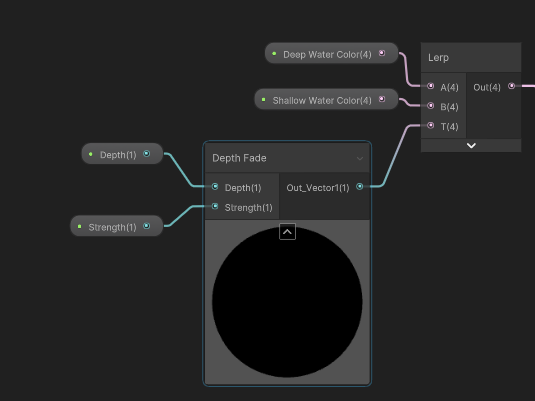 Deep Water Color(4)
Lerp
Shallow Water Color(4)
A(4)
Out(4)
B(4)
T(4)
Depth(1)
Depth Fade
Depth(1)
Out_Vector1(1)
Strength(1)
Strength(1)